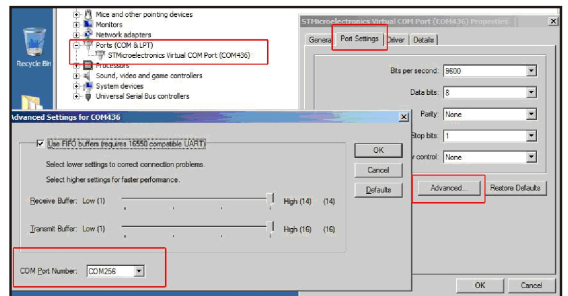 Mice and other pointing devices
Monitors
Network adapters
Ports (COM & LPT)
STMicroelectronics Virtual COM Port (COM436)
Processors
Sound, video and game controllers
System devices
Universal Serial Bus controllers
Recycle Bin
STMicroelectronics Virtual COM Port (COM436) Properties
General Port Settings Driver Details
Bits per second: 9600
Data bits: 8
Parity: None
Stop bits: 1
control: None
Advanced... Restore Defaults
OK Cancel
Advanced Settings for COM436
Use FIFO buffers (requires 16550 compatible UART)
Select lower settings to correct connection problems.
Select higher settings for faster performance.
Receive Buffer: Low (1) High (14) (14)
Transmit Buffer: Low (1) High (16) (16)
COM Port Number: COM256
OK
Cancel
Defaults